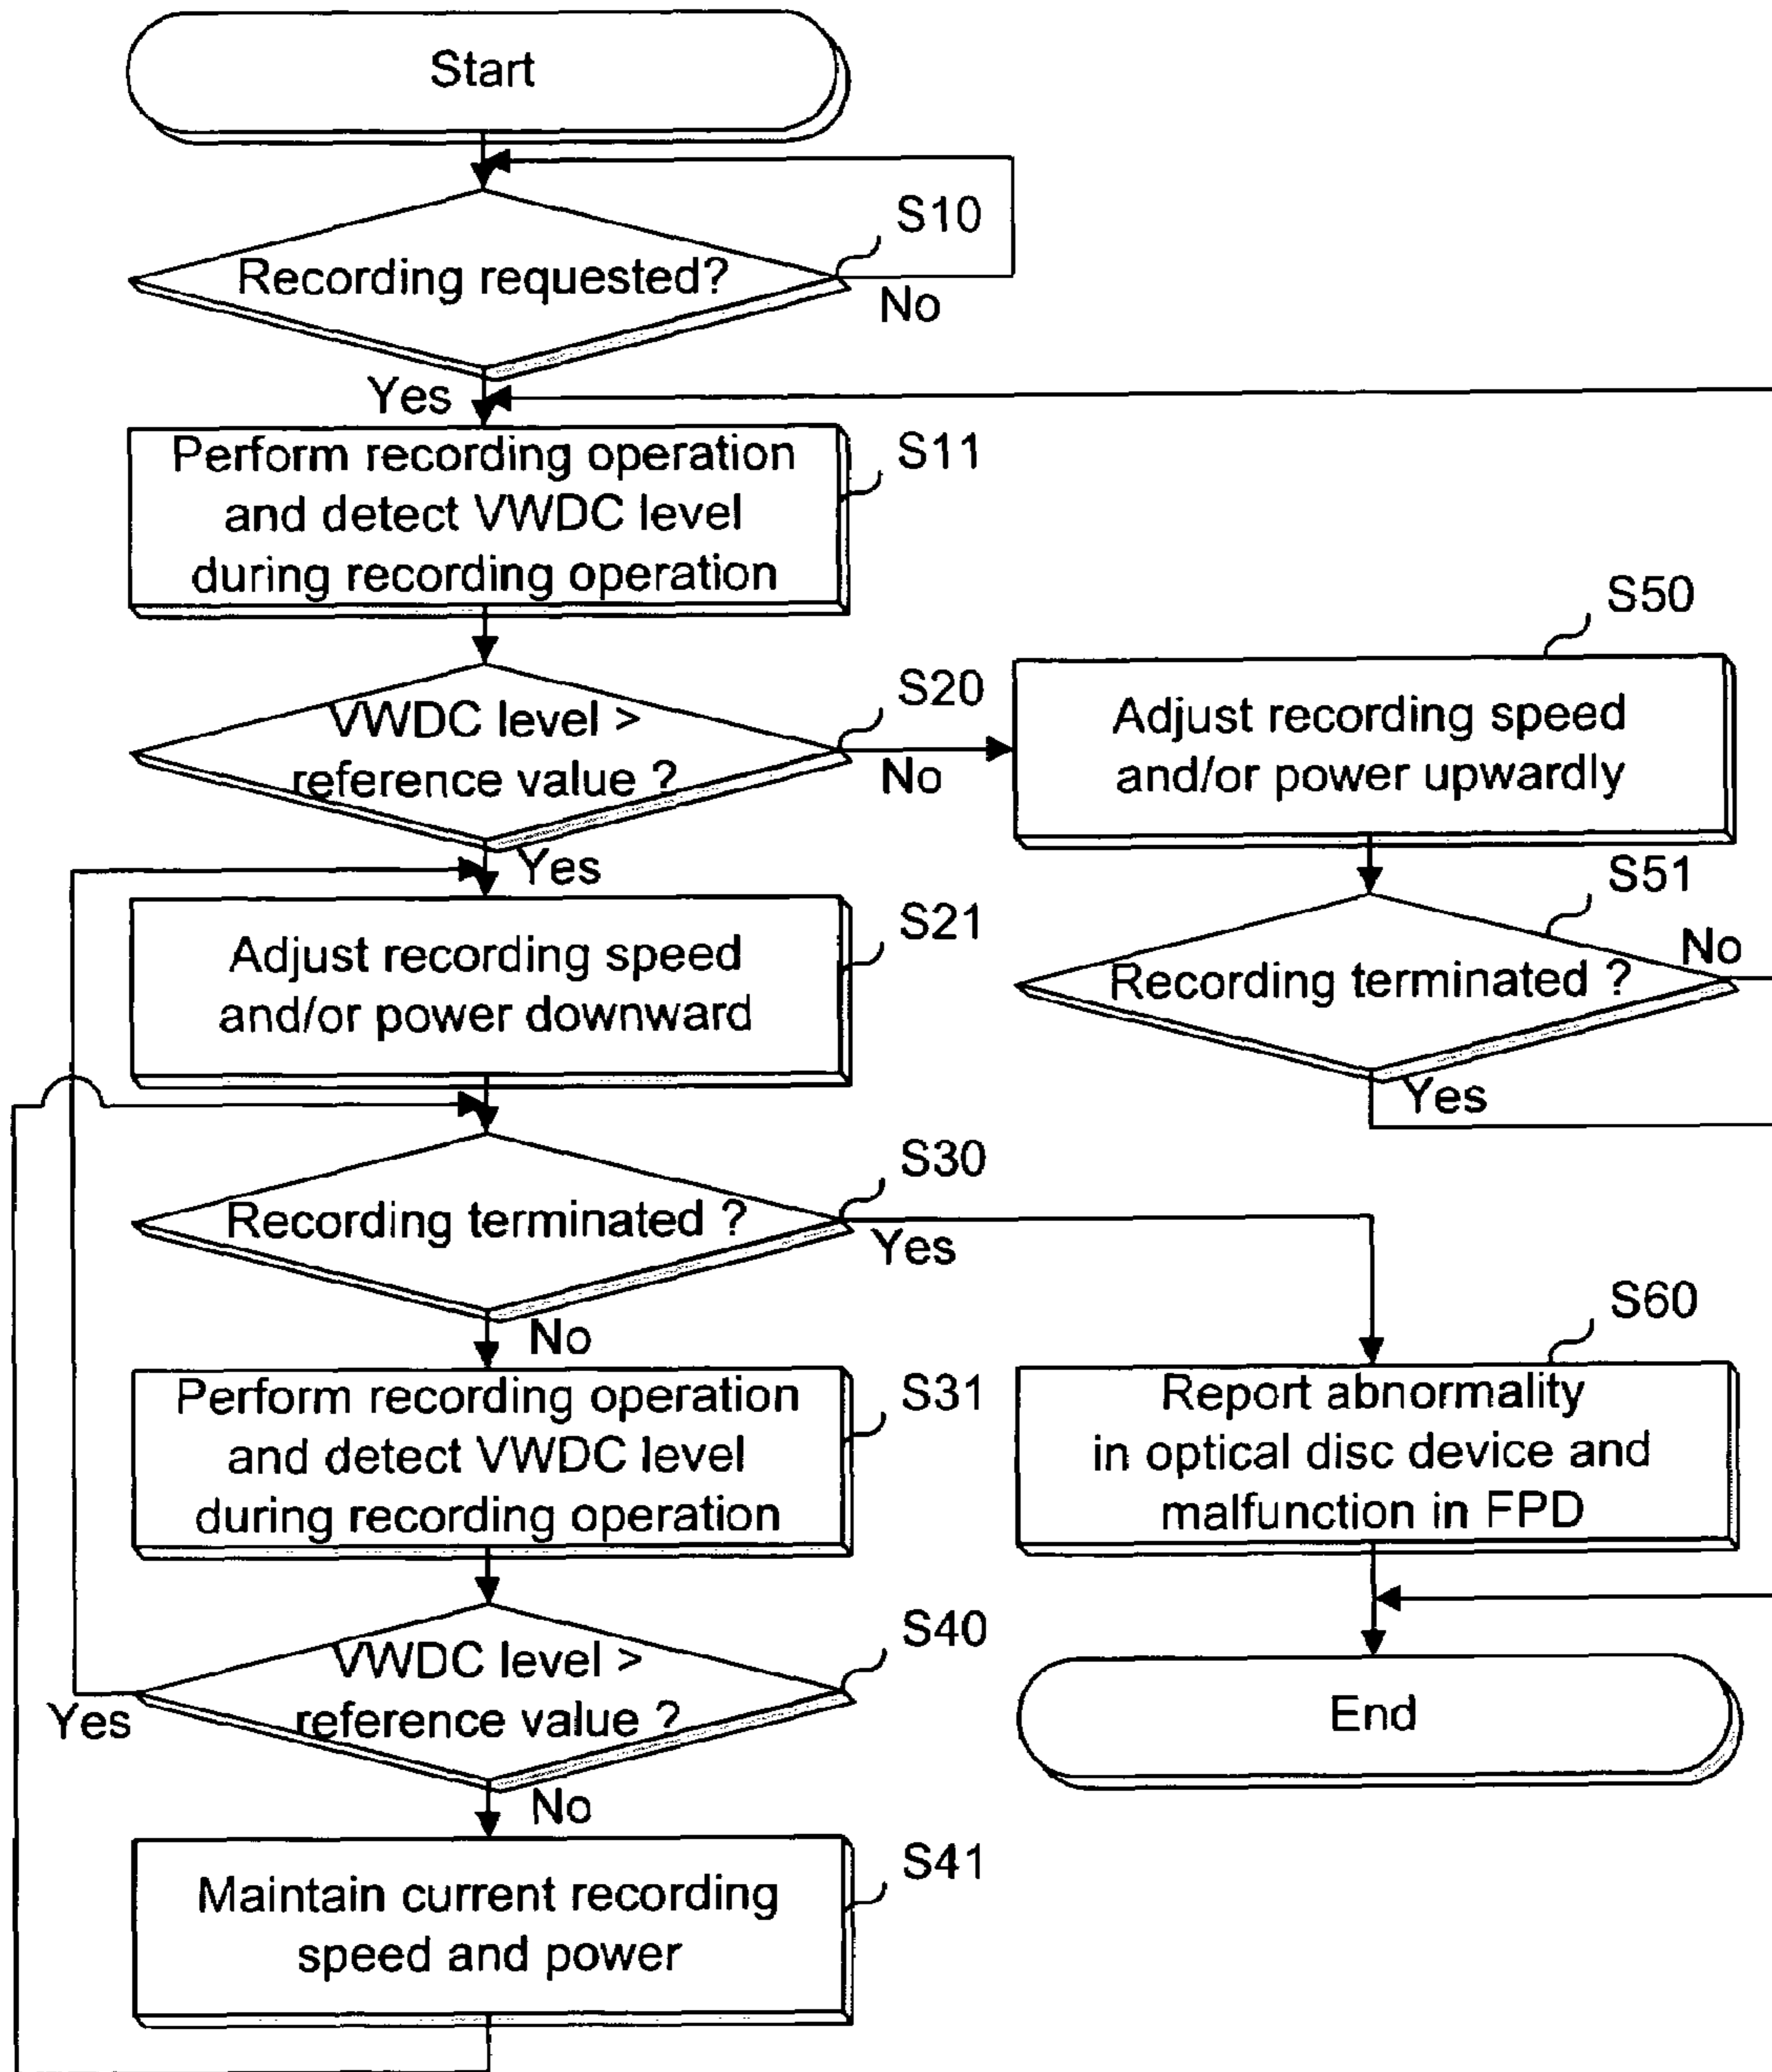 Start
S10
Recording requested?
No
Yes
Perform recording operation
and detect VWDC level
during recording operation
S11
S50
VWDC level >
reference value ?
S20
No
Adjust recording speed
and/or power upwardly
Yes
S51
Adjust recording speed
and/or power downward
S21
Recording terminated ?
No
Yes
S30
Recording terminated ?
Yes
No
S60
Perform recording operation
and detect VWDC level
during recording operation
S31
Report abnormality
in optical disc device and
malfunction in FPD
VWDC level >
reference value ?
S40
Yes
No
End
Maintain current recording
speed and power
S41